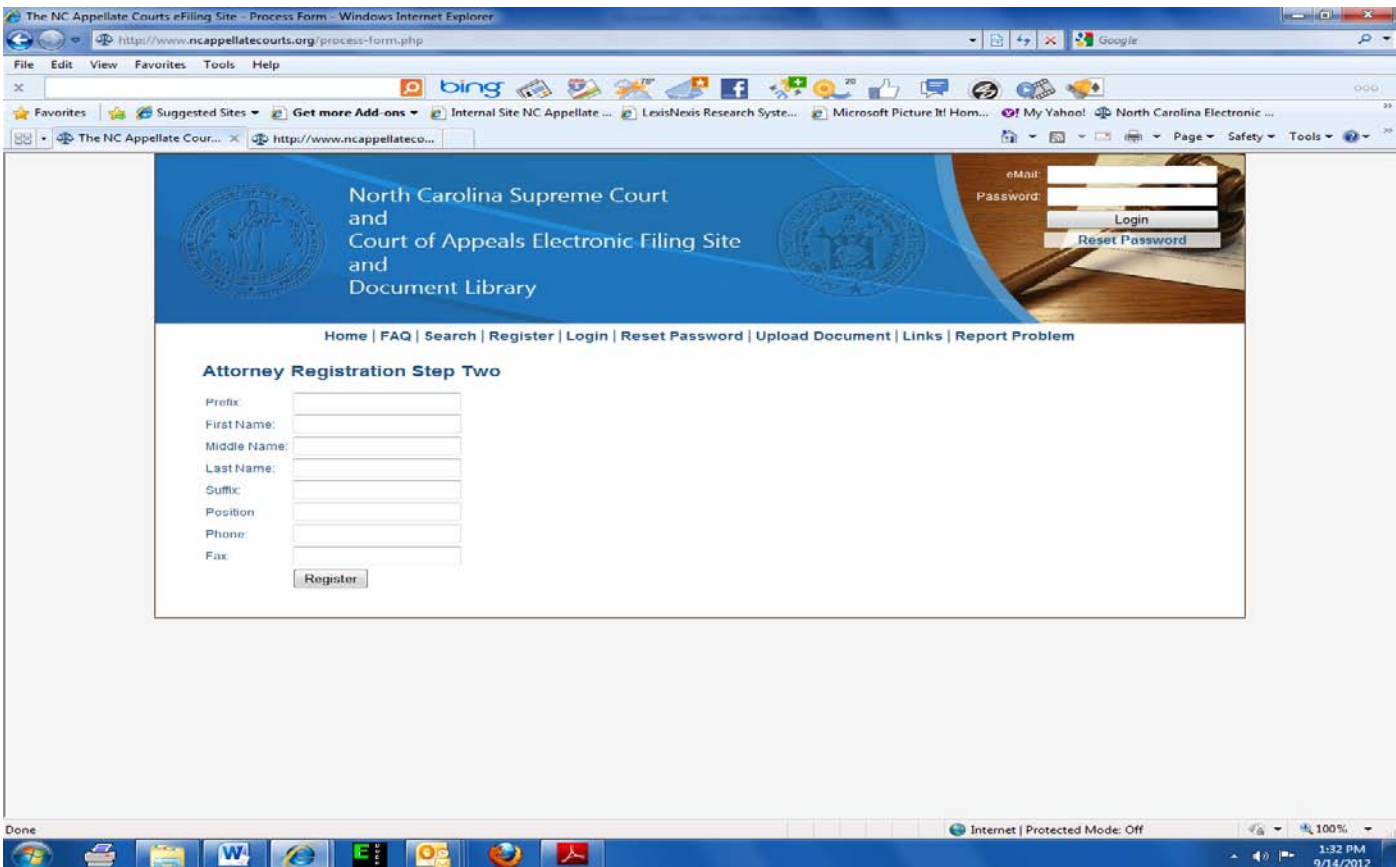 The NC Appellate Courts eFiling Site - Process Form - Windows Internet Explorer
http://www.ncappellatecourts.org/process-form.php
Google
File Edit View Favorites Tools Help
x bing 78° f 20
Favorites Suggested Sites Get more Add-ons Internal Site NC Appellate ... LexisNexis Research Syste... Microsoft Picture It! Hom... My Yahoo! North Carolina Electronic ...
The NC Appellate Cour... http://www.ncappellateco... Page Safety Tools
North Carolina Supreme Court
and
Court of Appeals Electronic Filing Site
and
Document Library
eMail:
Password:
Login
Reset Password
Home | FAQ | Search | Register | Login | Reset Password | Upload Document | Links | Report Problem
Attorney Registration Step Two
Prefix:
First Name:
Middle Name:
Last Name:
Suffix:
Position
Phone:
Fax:
Register
Done Internet | Protected Mode: Off 100%
1:32 PM
9/14/2012